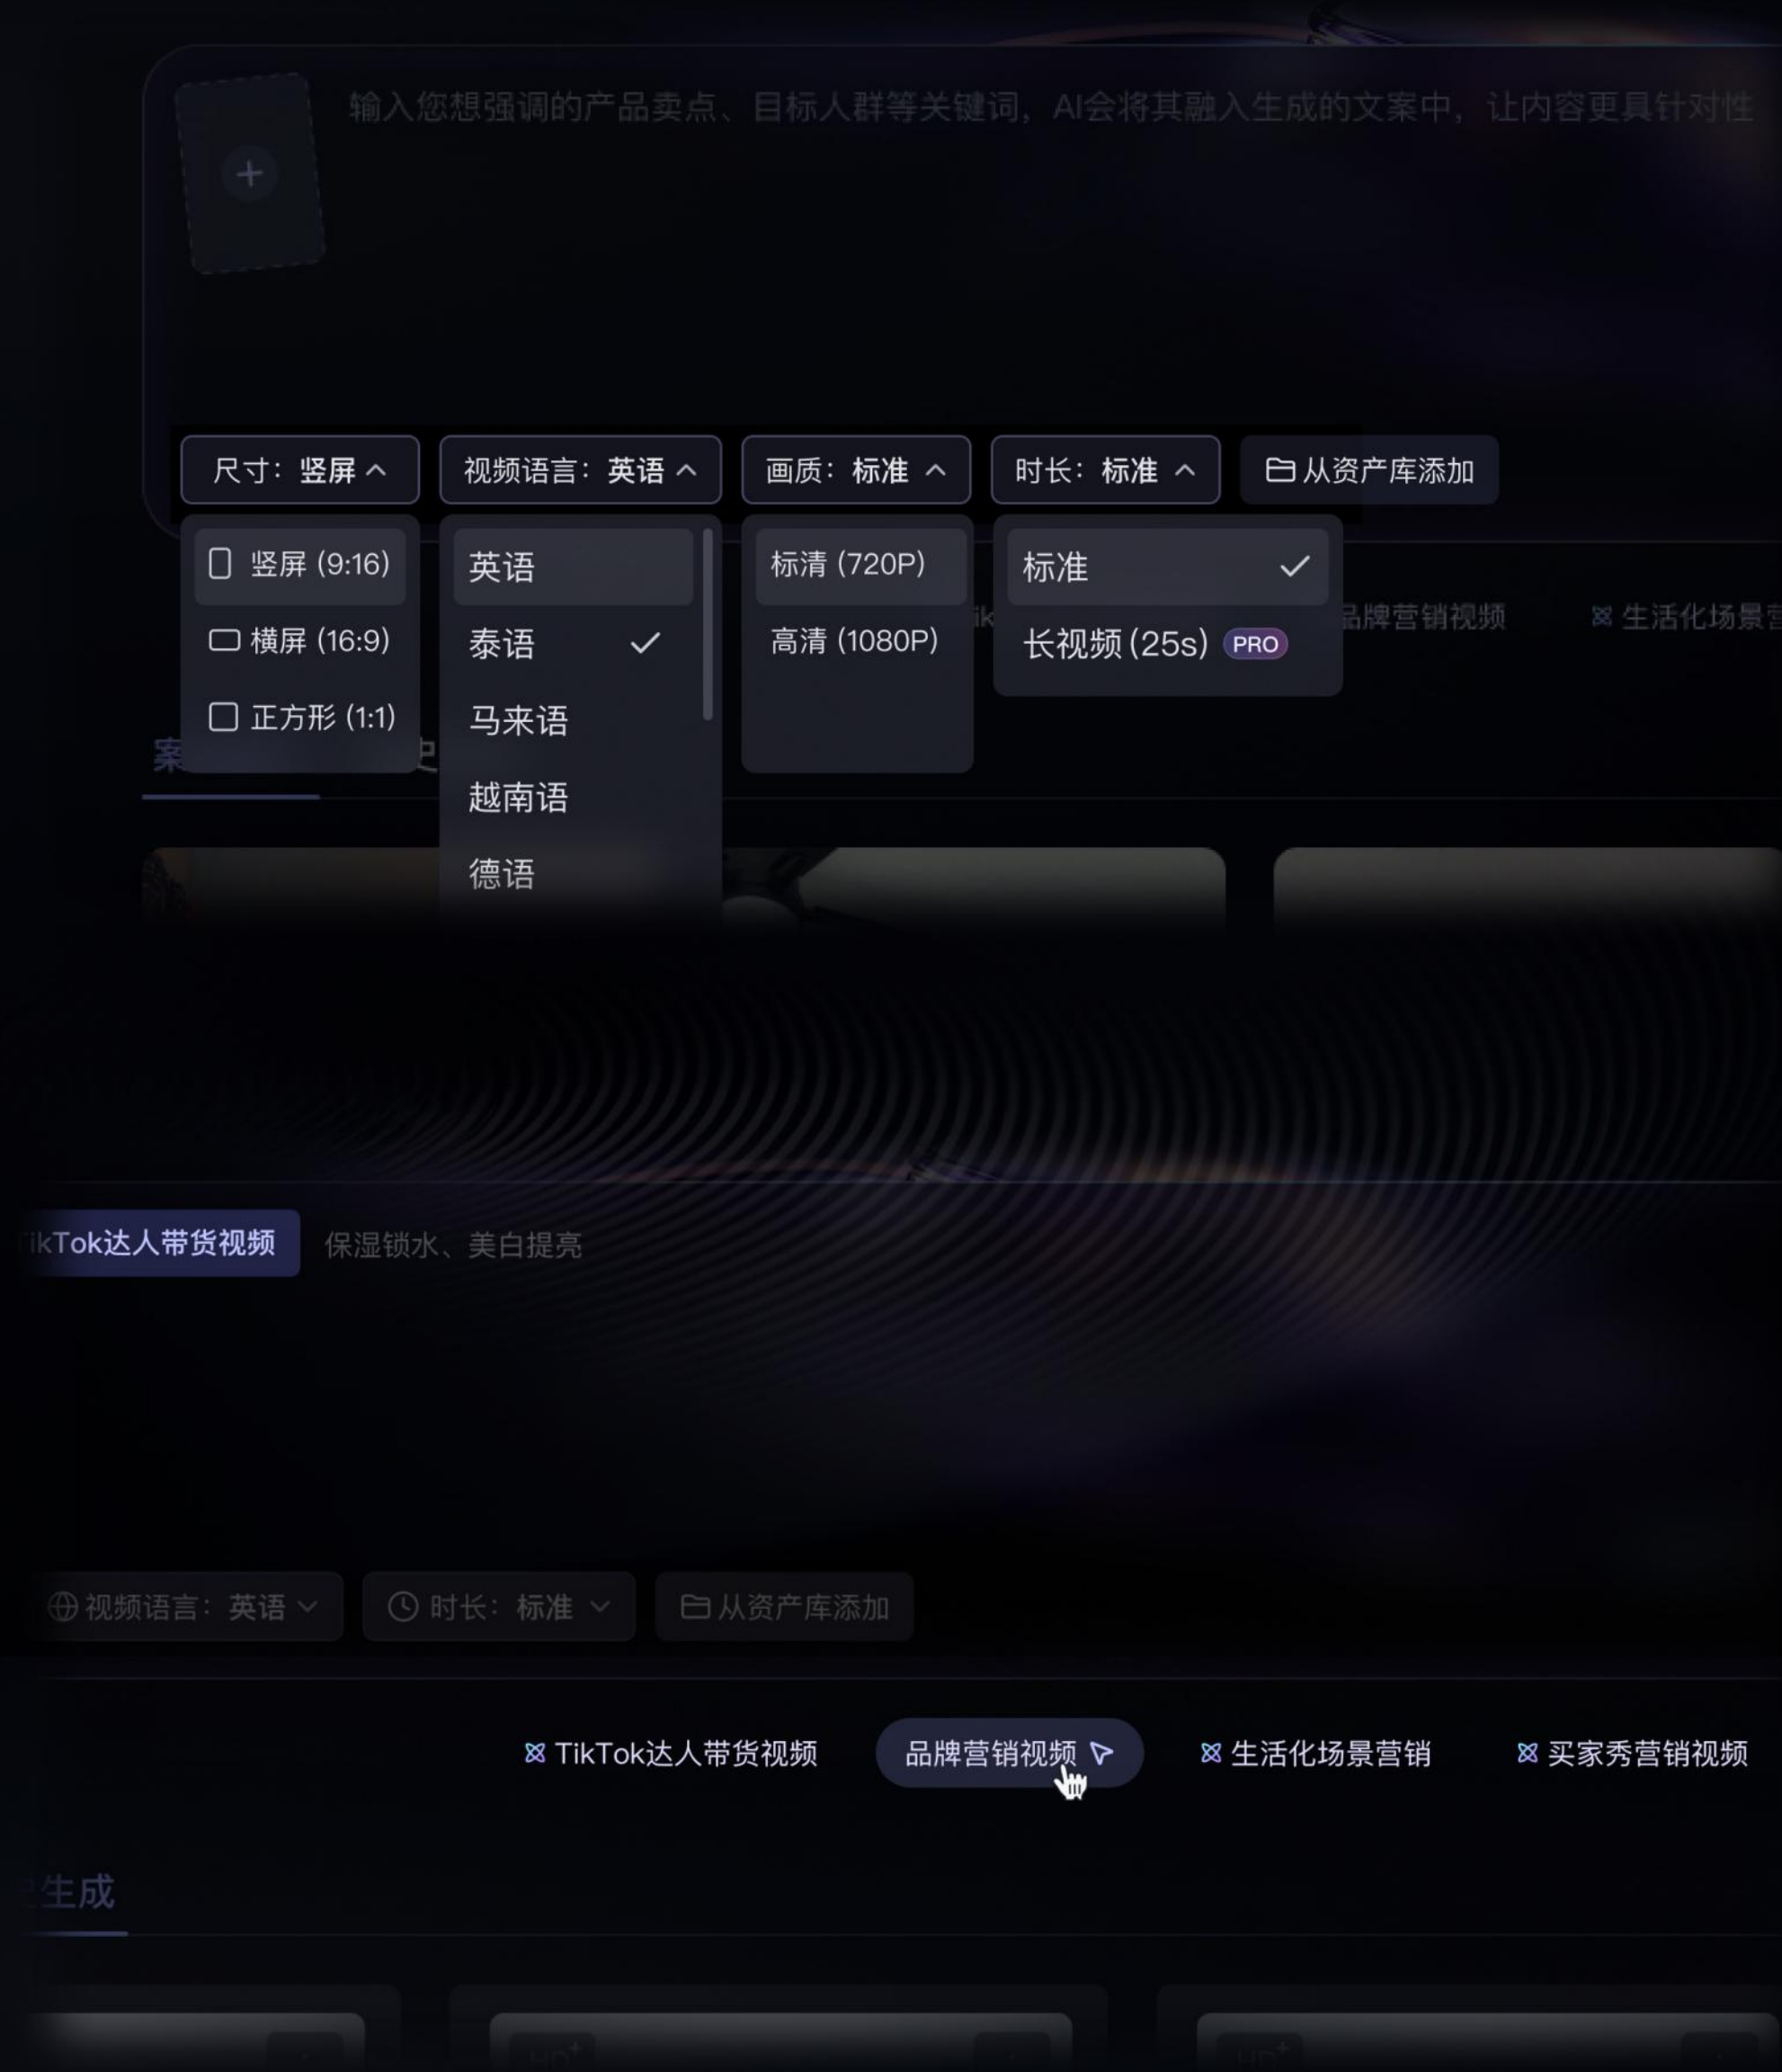 输入您想强调的产品卖点、目标人群等关键词，AI会将其融入生成的文案中，让内容更具针对性
尺寸：竖屏
视频语言：英语
画质：标准
时长：标准
从资产库添加
竖屏 (9:16)
横屏 (16:9)
正方形 (1:1)
英语
泰语
马来语
越南语
德语
标清 (720P)
高清 (1080P)
标准
长视频 (25s) PRO
ik
品牌营销视频
生活化场景营
案
史
ikTok达人带货视频
保湿锁水、美白提亮
视频语言：英语
时长：标准
从资产库添加
TikTok达人带货视频
品牌营销视频
生活化场景营销
买家秀营销视频
生成
HD+
HD+